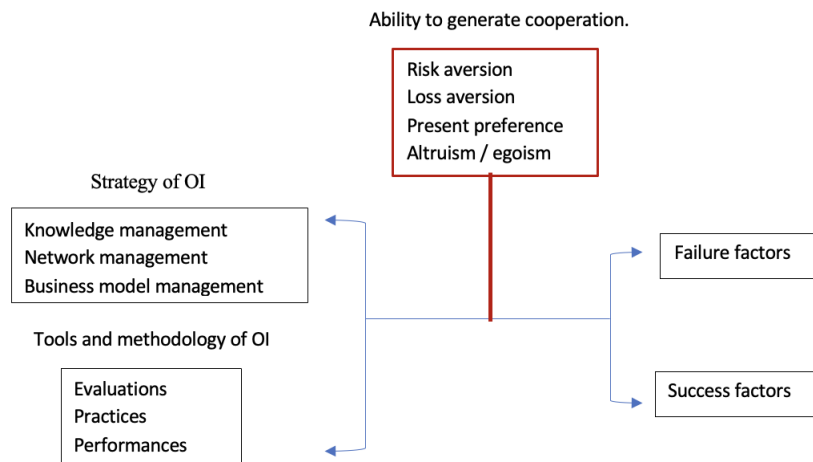 Ability to generate cooperation.
Risk aversion
Loss aversion
Present preference
Altruism / egoism
Strategy of OI
Knowledge management
Network management
Business model management
Tools and methodology of OI
Evaluations
Practices
Performances
Failure factors
Success factors